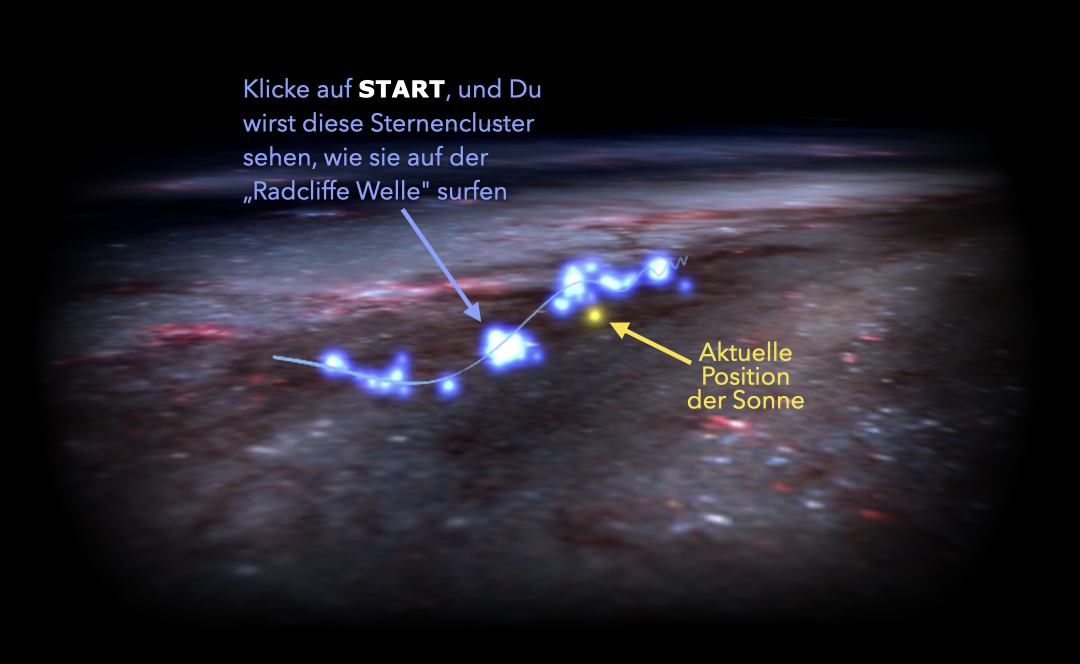 Klicke auf START, und Du
wirst diese Sternencluster
sehen, wie sie auf der
„Radcliffe Welle" surfen
Aktuelle
Position
der Sonne